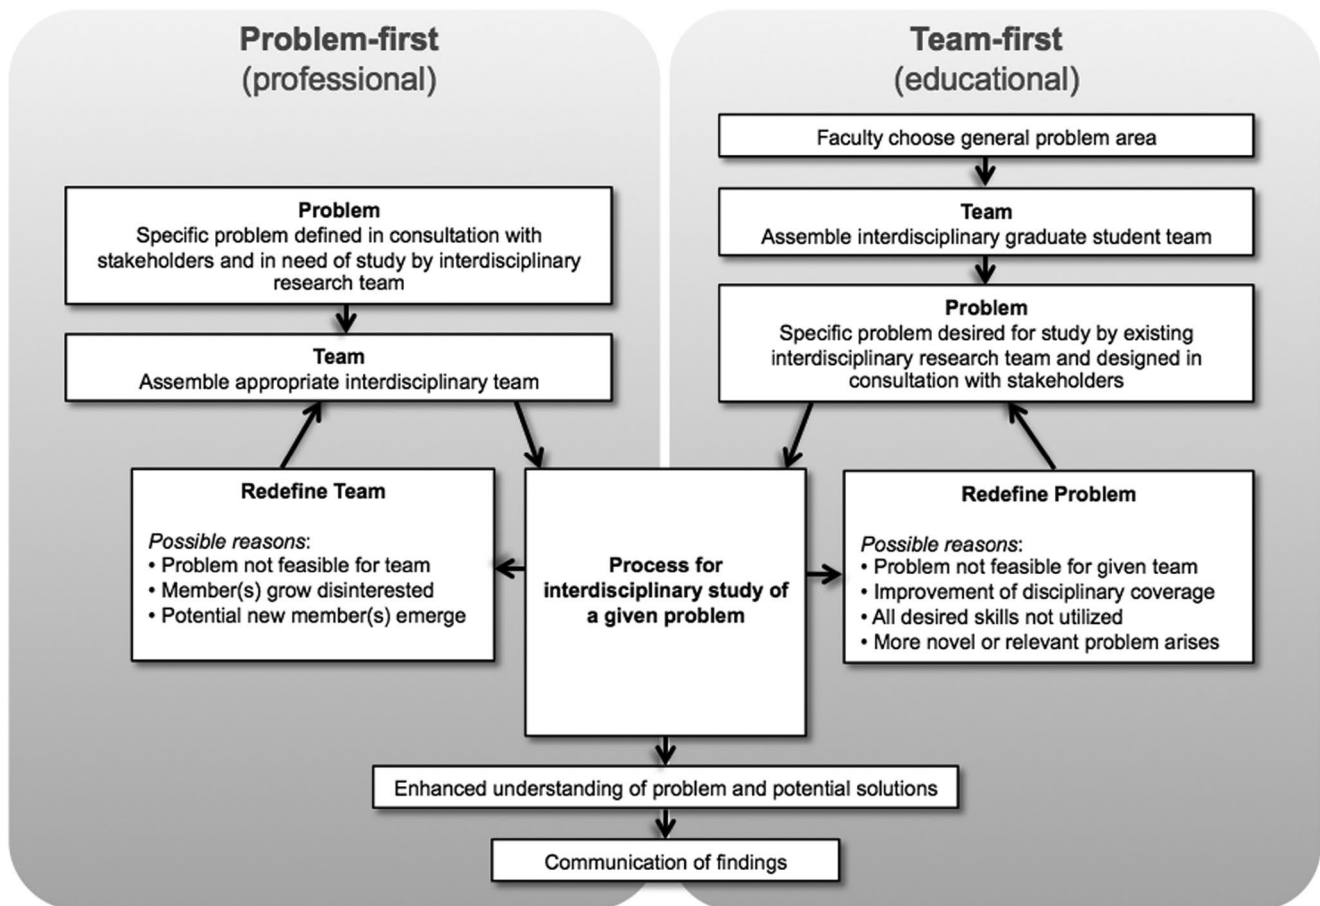 Problem-first
(professional)
Problem
Specific problem defined in consultation with
stakeholders and in need of study by interdisciplinary
research team
Team
Assemble appropriate interdisciplinary team
Redefine Team
Possible reasons:
• Problem not feasible for team
• Member(s) grow disinterested
• Potential new member(s) emerge
Team-first
(educational)
Faculty choose general problem area
Team
Assemble interdisciplinary graduate student team
Problem
Specific problem desired for study by existing
interdisciplinary research team and designed in
consultation with stakeholders
Redefine Problem
Possible reasons:
• Problem not feasible for given team
• Improvement of disciplinary coverage
• All desired skills not utilized
• More novel or relevant problem arises
Process for
interdisciplinary study of
a given problem
Enhanced understanding of problem and potential solutions
Communication of findings